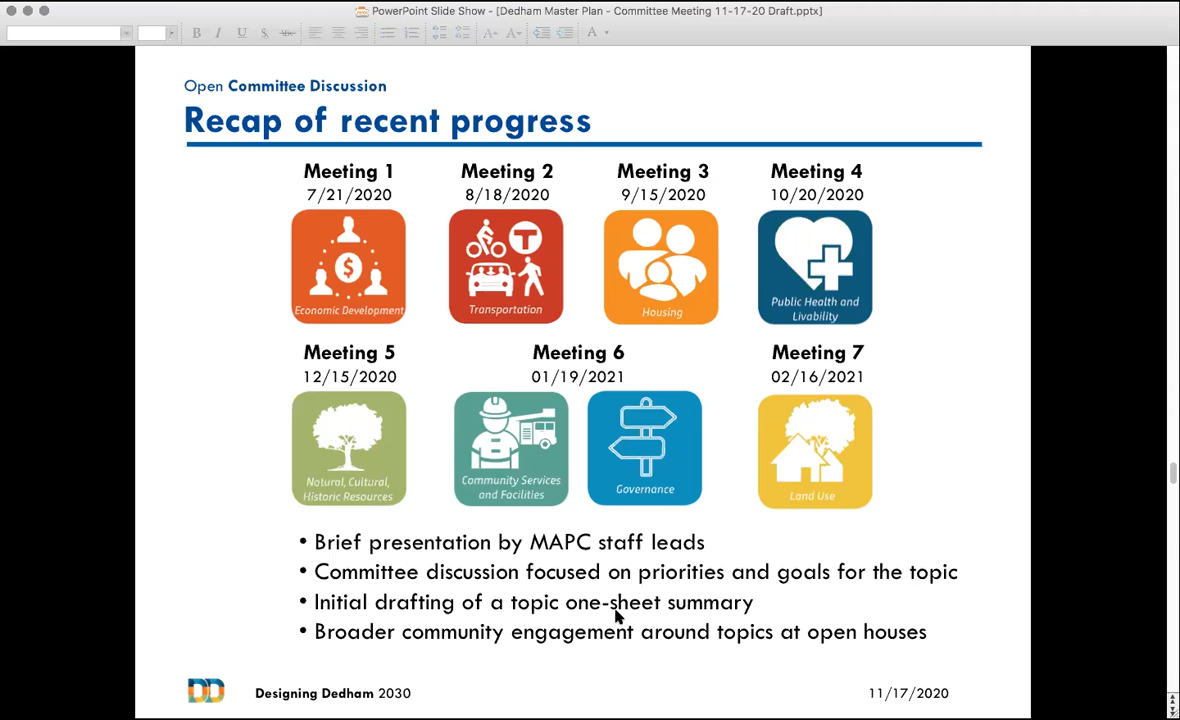 PowerPoint Slide Show - [Dedham Master Plan - Committee Meeting 11-17-20 Draft.pptx]
B I U S Abc A A A
Open Committee Discussion
Recap of recent progress
Meeting 1 Meeting 2 Meeting 3 Meeting 4
7/21/2020 8/18/2020 9/15/2020 10/20/2020
$ T
Economic Development Transportation Housing Public Health and
Livability
Meeting 5 Meeting 6 Meeting 7
12/15/2020 01/19/2021 02/16/2021
Natural, Cultural, Community Services Governance Land Use
Historic Resources and Facilities
• Brief presentation by MAPC staff leads
• Committee discussion focused on priorities and goals for the topic
• Initial drafting of a topic one-sheet summary
• Broader community engagement around topics at open houses
DD Designing Dedham 2030 11/17/2020